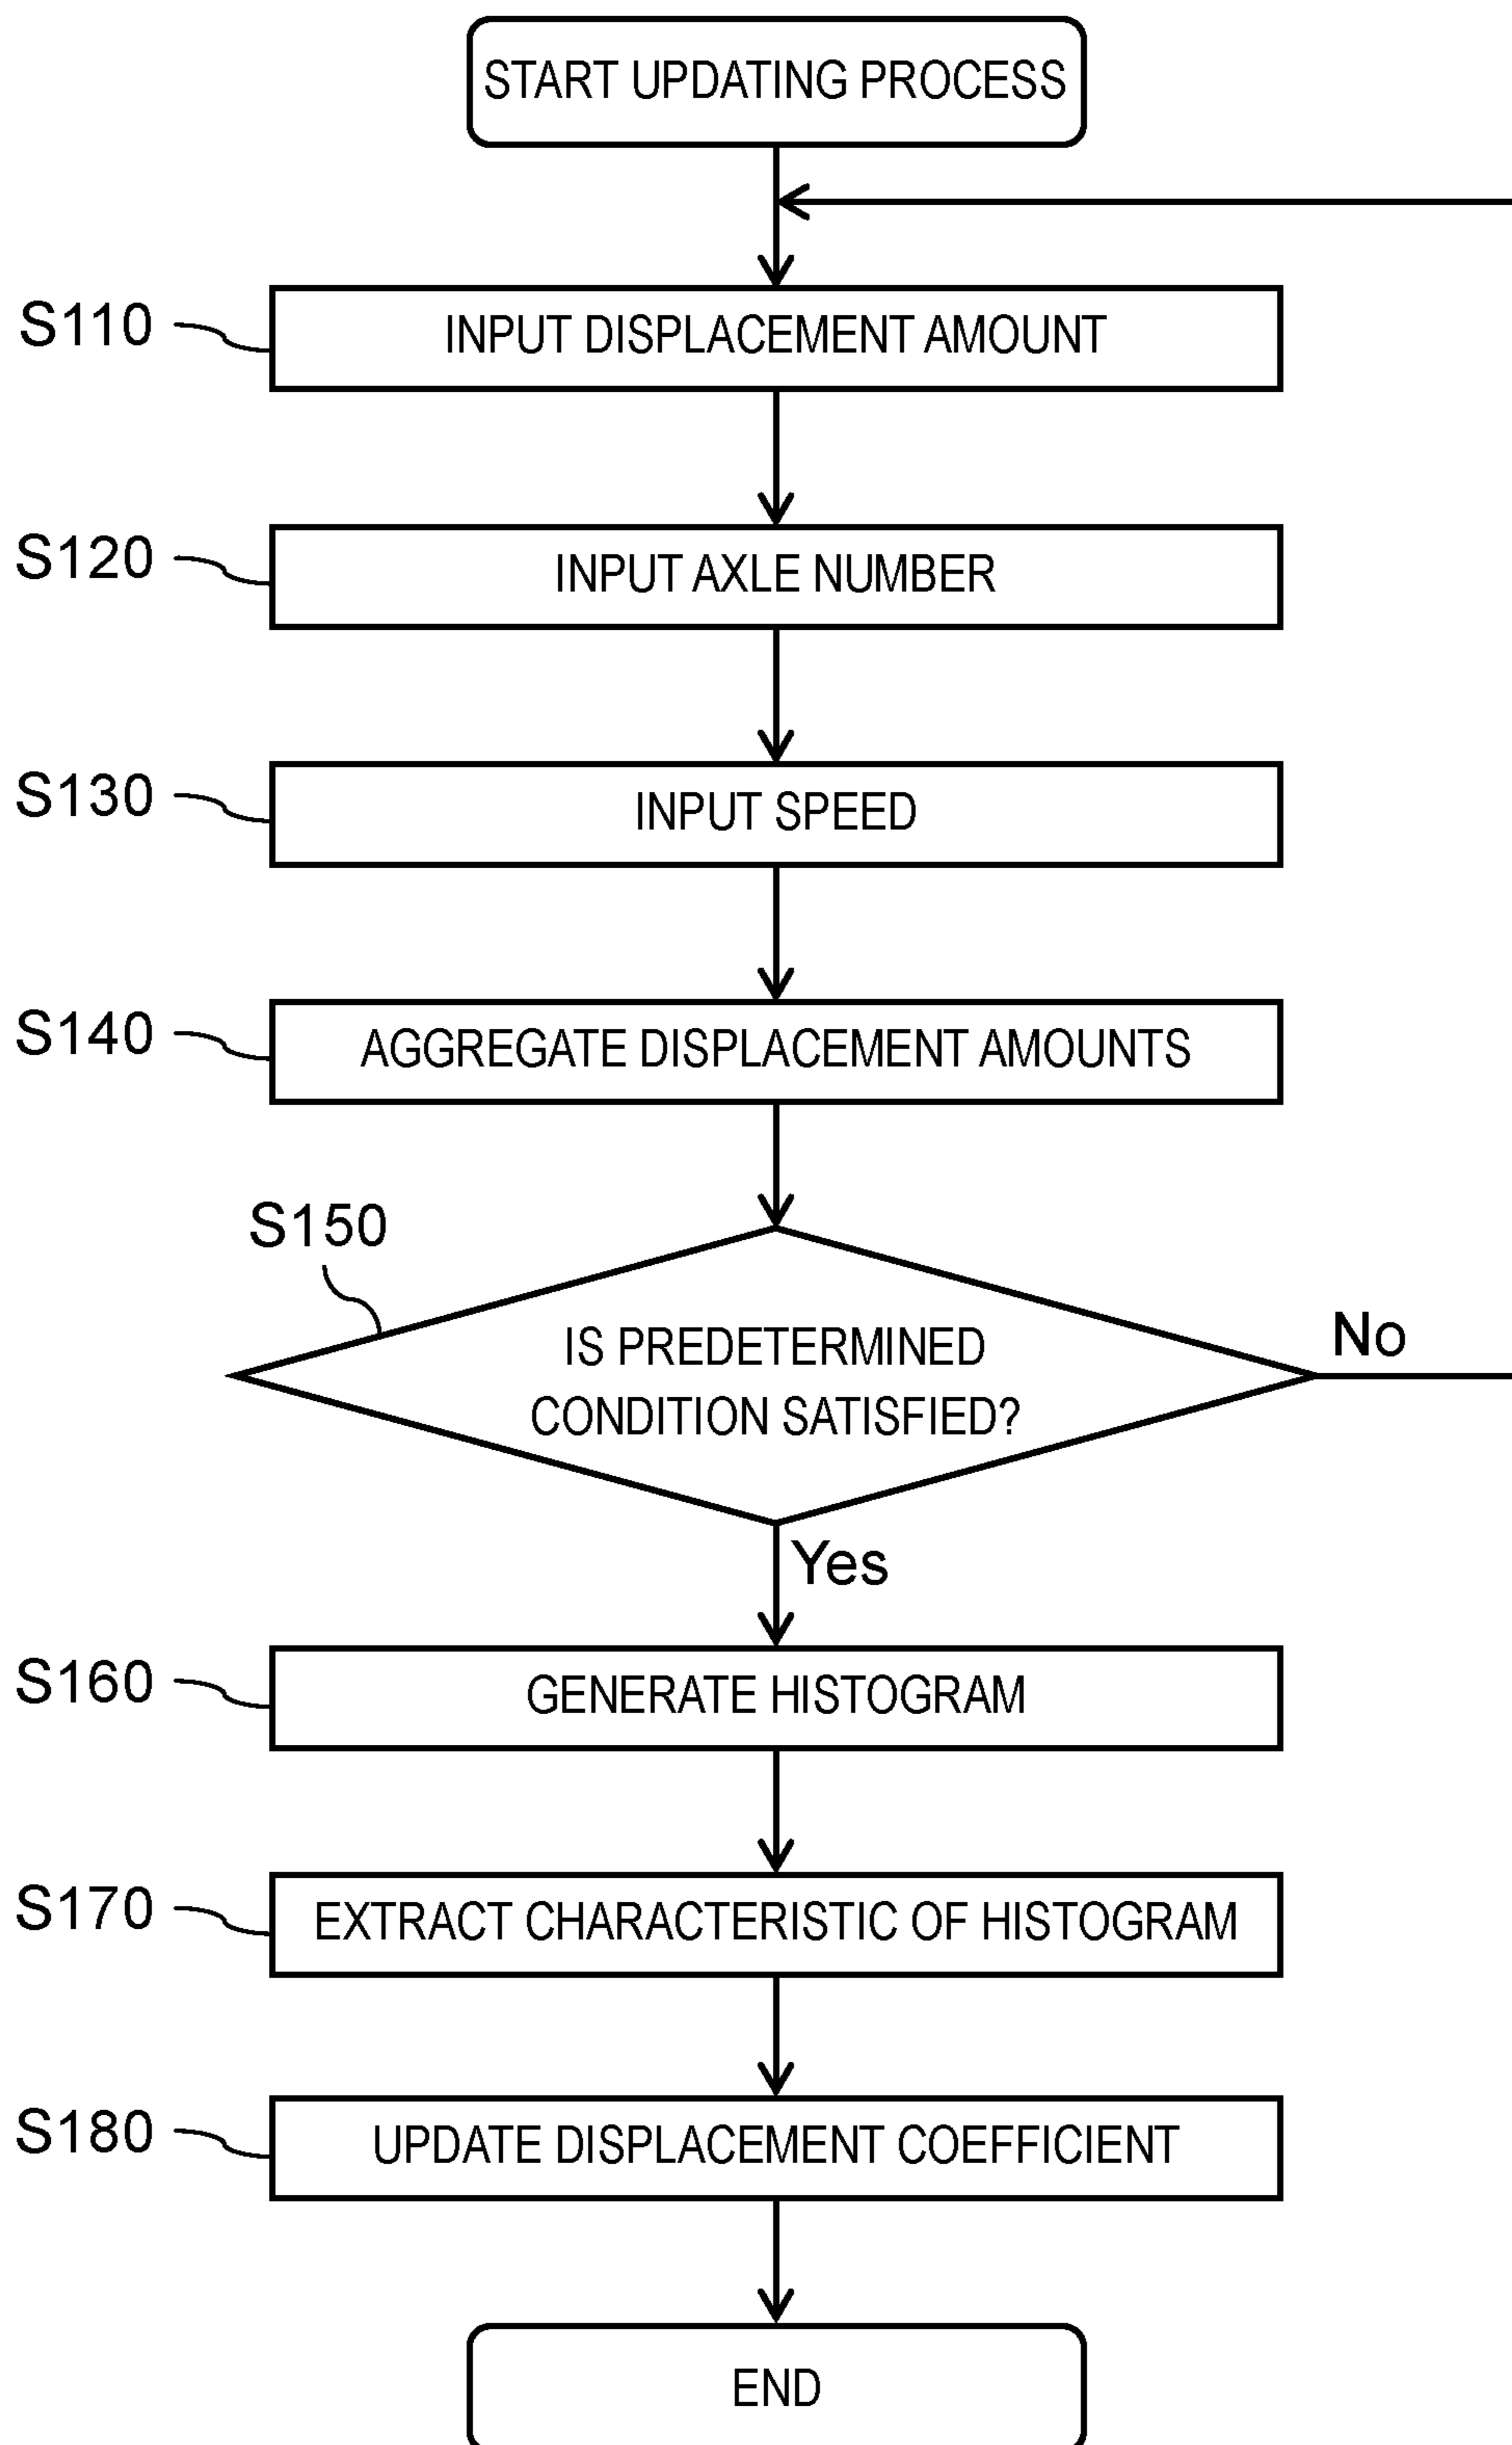 START UPDATING PROCESS
S110
INPUT DISPLACEMENT AMOUNT
S120
INPUT AXLE NUMBER
S130
INPUT SPEED
S140
AGGREGATE DISPLACEMENT AMOUNTS
S150
IS PREDETERMINED
CONDITION SATISFIED?
No
Yes
S160
GENERATE HISTOGRAM
S170
EXTRACT CHARACTERISTIC OF HISTOGRAM
S180
UPDATE DISPLACEMENT COEFFICIENT
END